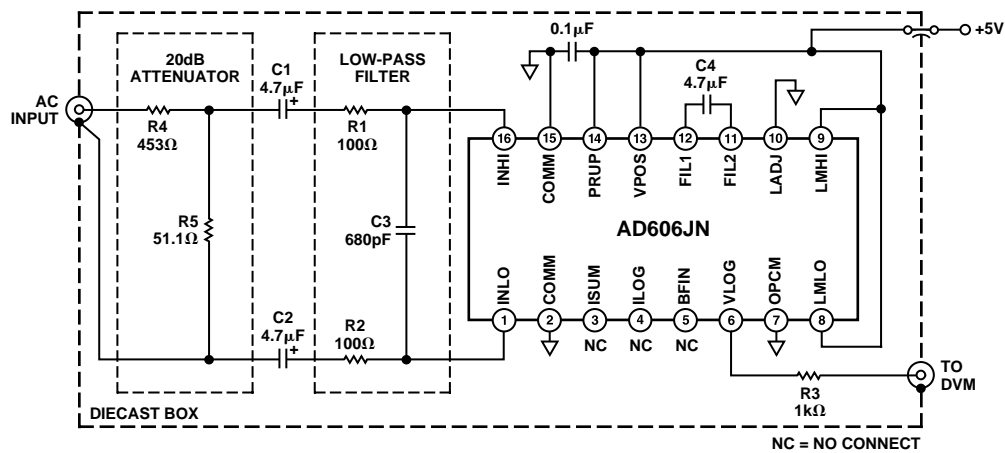 0.1µF
+5V
20dB
ATTENUATOR
C1
4.7µF
+
LOW-PASS
FILTER
C4
4.7µF
AC
INPUT
R4
453Ω
R1
100Ω
16 15 14 13 12 11 10 9
INHI COMM PRUP VPOS FIL1 FIL2 LADJ LMHI
R5
51.1Ω
C3
680pF
AD606JN
INLO COMM ISUM ILOG BFIN VLOG OPCM LMLO
1 2 3 4 5 6 7 8
C2
4.7µF
+
R2
100Ω
NC NC NC
R3
1kΩ
TO
DVM
DIECAST BOX
NC = NO CONNECT